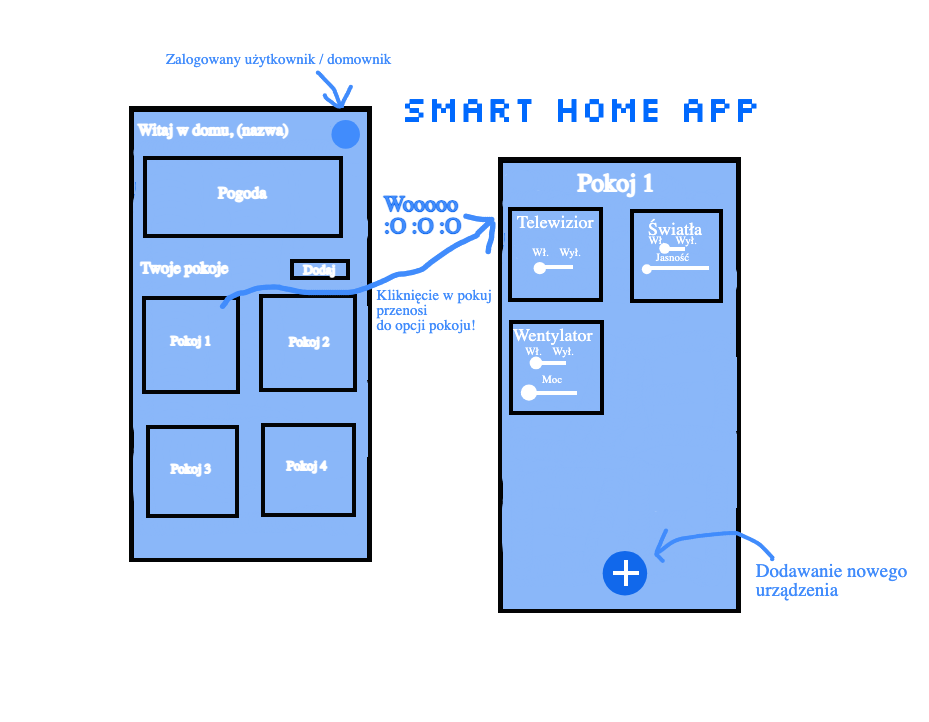 Zalogowany użytkownik / domownik
SMART HOME APP
Witaj w domu, (nazwa)
Pogoda
Twoje pokoje
Dodaj
Pokoj 1
Pokoj 2
Pokoj 3
Pokoj 4
Wooooo
:O :O :O
Kliknięcie w pokuj
przenosi
do opcji pokoju!
Pokoj 1
Telewizior
Wł. Wył.
Światła
Wł. Wył.
Jasność
Wentylator
Wł. Wył.
Moc
Dodawanie nowego
urządzenia